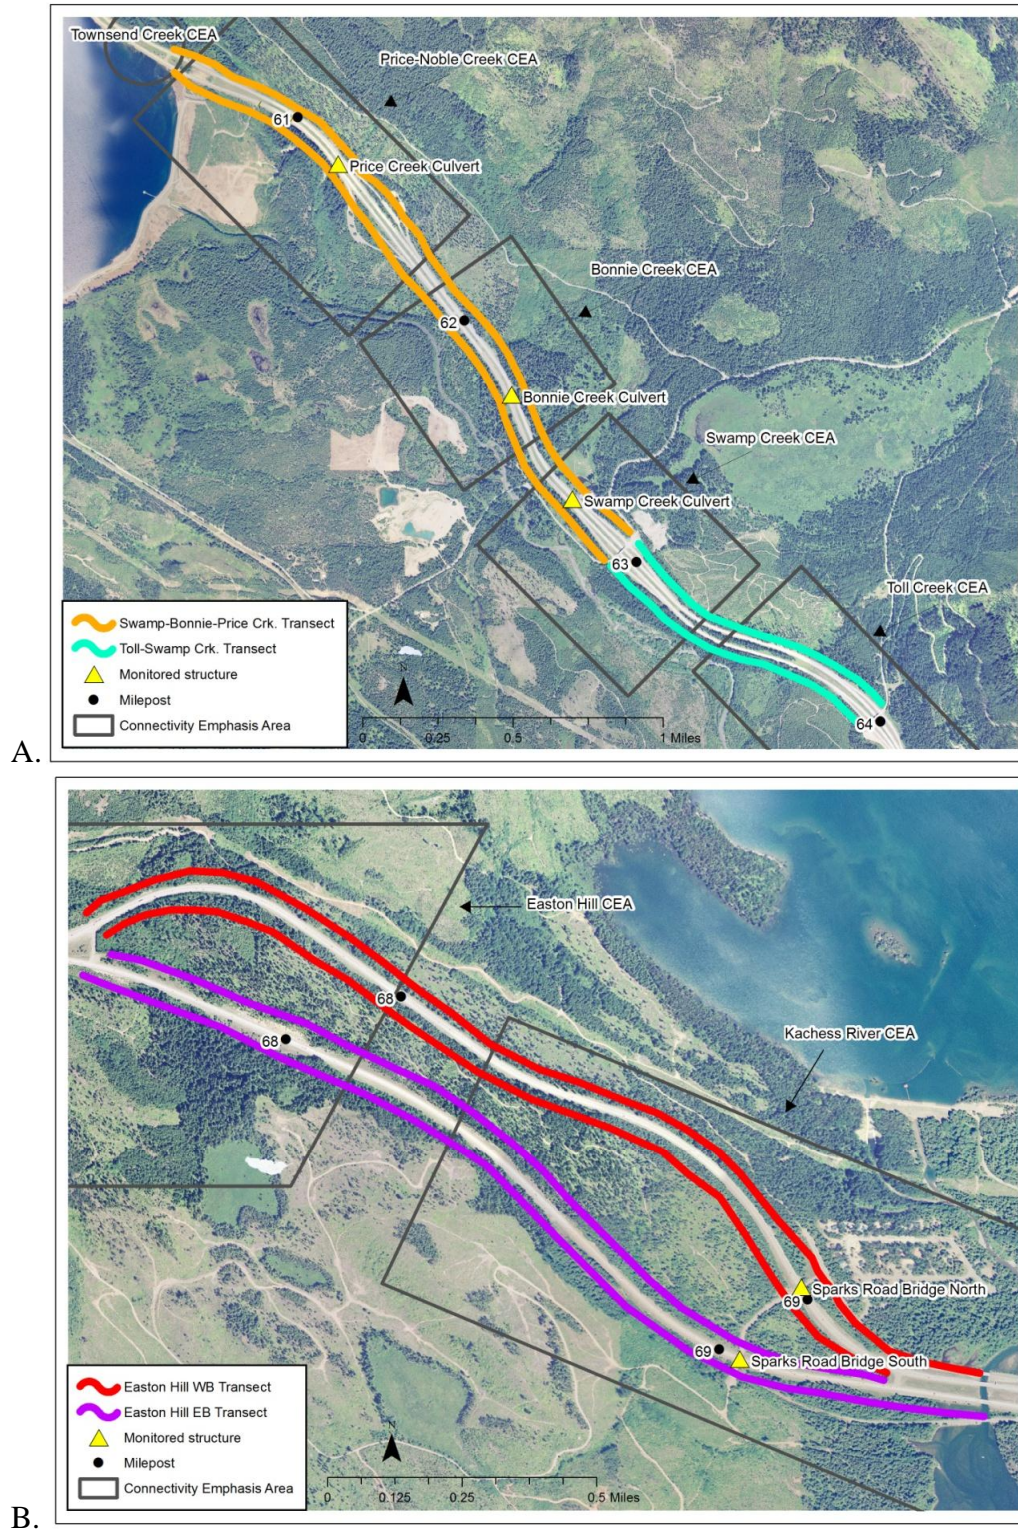 Townsend Creek CEA
Price-Noble Creek CEA
61
Price Creek Culvert
Bonnie Creek CEA
62
Bonnie Creek Culvert
Swamp Creek CEA
Swamp Creek Culvert
63
Toll Creek CEA
64
Swamp-Bonnie-Price Crk. Transect
Toll-Swamp Crk. Transect
Monitored structure
Milepost
Connectivity Emphasis Area
N
0 0.25 0.5 1 Miles
A.
Easton Hill CEA
68
68
Kachess River CEA
Sparks Road Bridge North
69
69
Sparks Road Bridge South
Easton Hill WB Transect
Easton Hill EB Transect
Monitored structure
Milepost
Connectivity Emphasis Area
N
0 0.125 0.25 0.5 Miles
B.